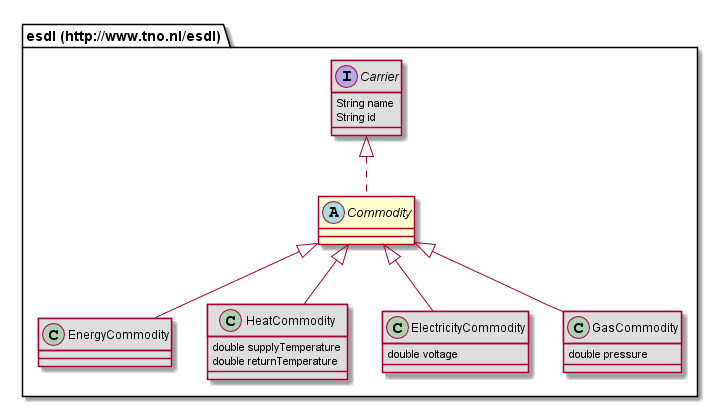 esdl (http://www.tno.nl/esdl)
I Carrier
String name
String id
A Commodity
C EnergyCommodity
C HeatCommodity
double supplyTemperature
double returnTemperature
C ElectricityCommodity
double voltage
C GasCommodity
double pressure